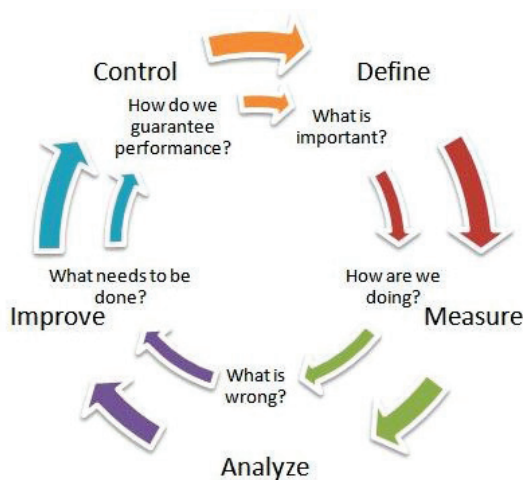 Control
Define
How do we
guarantee
performance?
What is
important?
What needs to be
done?
How are we
doing?
Improve
Measure
What is
wrong?
Analyze